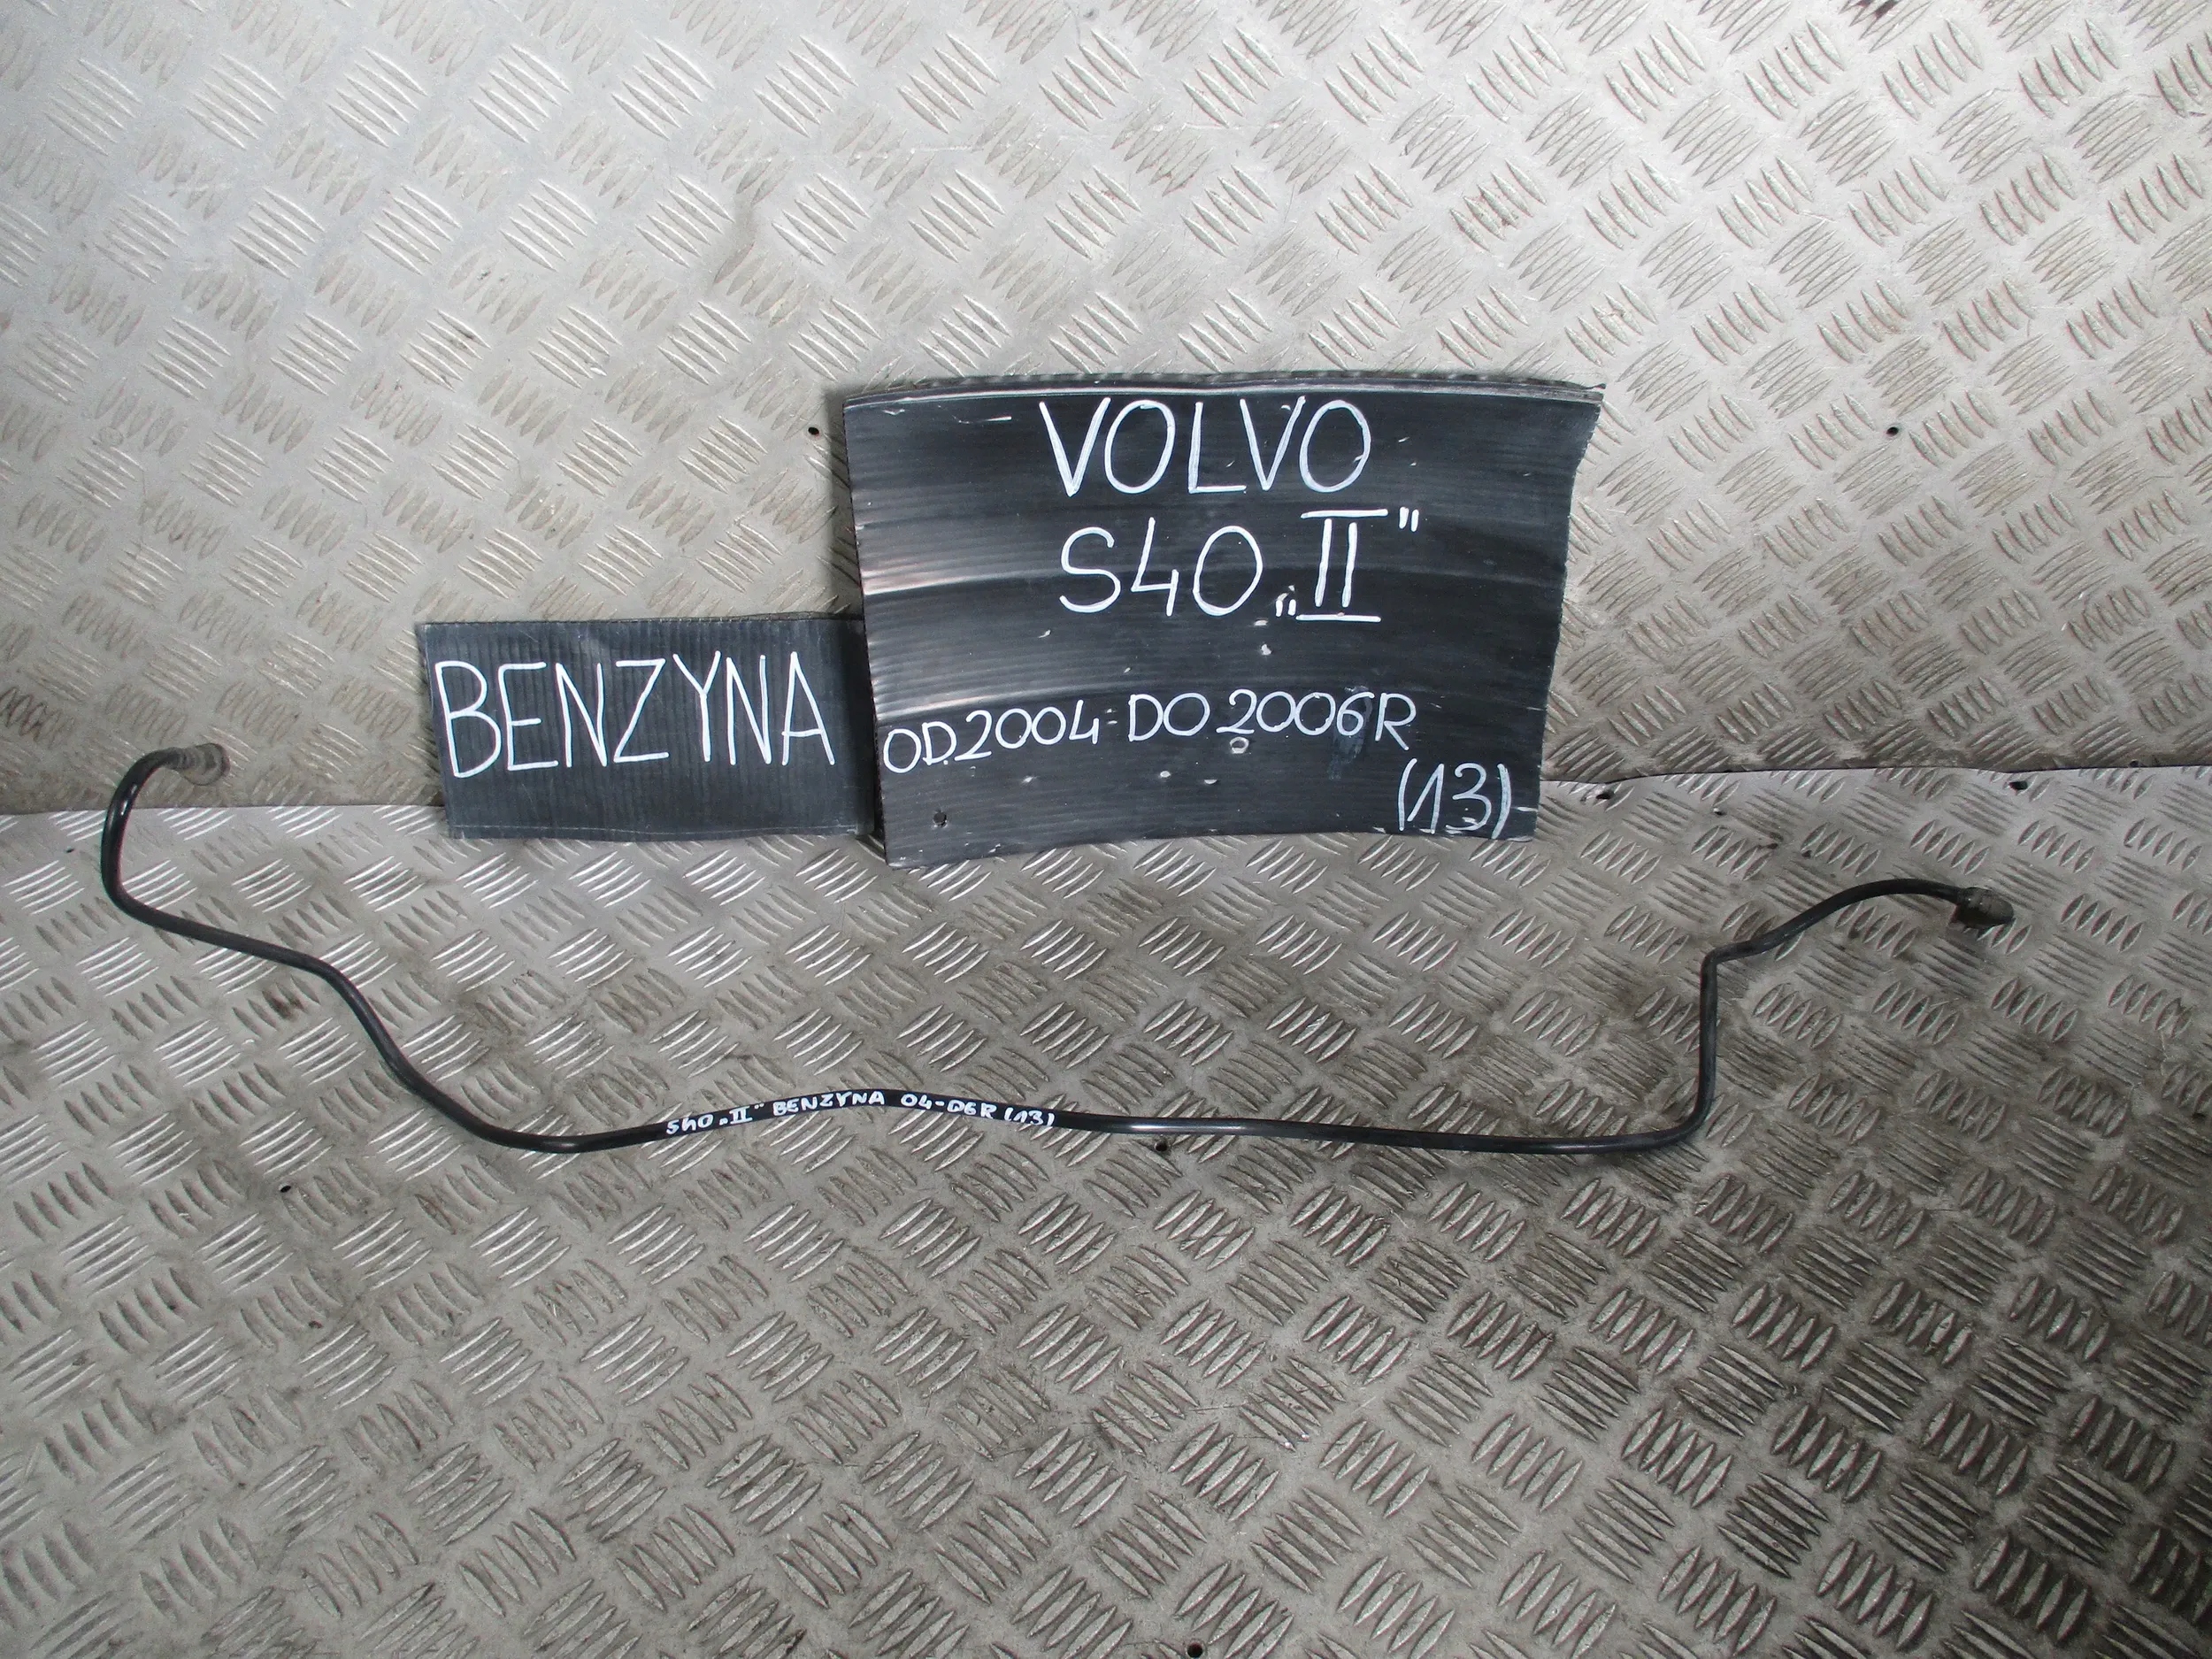 VOLVO
S40 „II"
BENZYNA
OD.2004-DO 2006R
(13)
S40 „II" BENZYNA 04-06R (13)